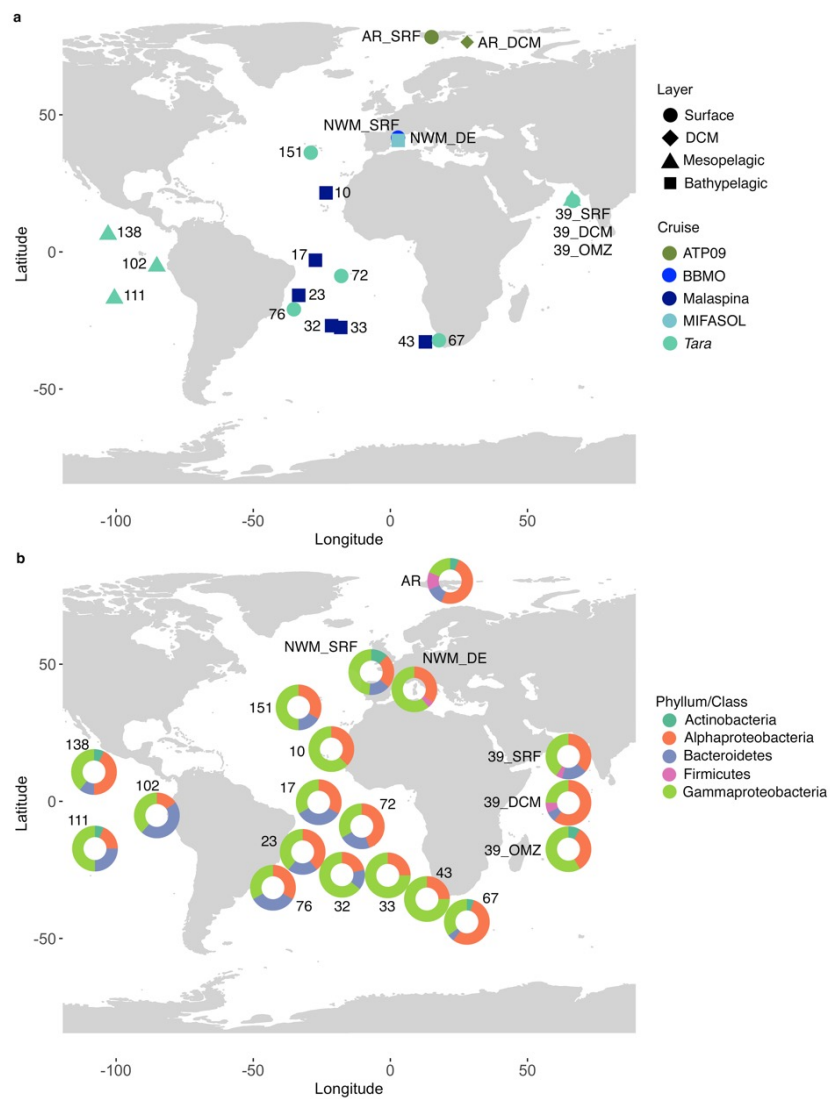 a
AR_SRF
AR_DCM
50
NWM_SRF
NWM_DE
151
10
39_SRF
39_DCM
39_OMZ
0
138
102
17
72
111
23
76
32
33
43
67
-50
Latitude
-100
-50
0
50
Longitude
Layer
Surface
DCM
Mesopelagic
Bathypelagic
Cruise
ATP09
BBMO
Malaspina
MIFASOL
Tara
b
AR
NWM_SRF
NWM_DE
50
151
138
10
39_SRF
102
17
72
39_DCM
0
111
23
39_OMZ
76
32
33
43
67
-50
Latitude
-100
-50
0
50
Longitude
Phyllum/Class
Actinobacteria
Alphaproteobacteria
Bacteroidetes
Firmicutes
Gammaproteobacteria